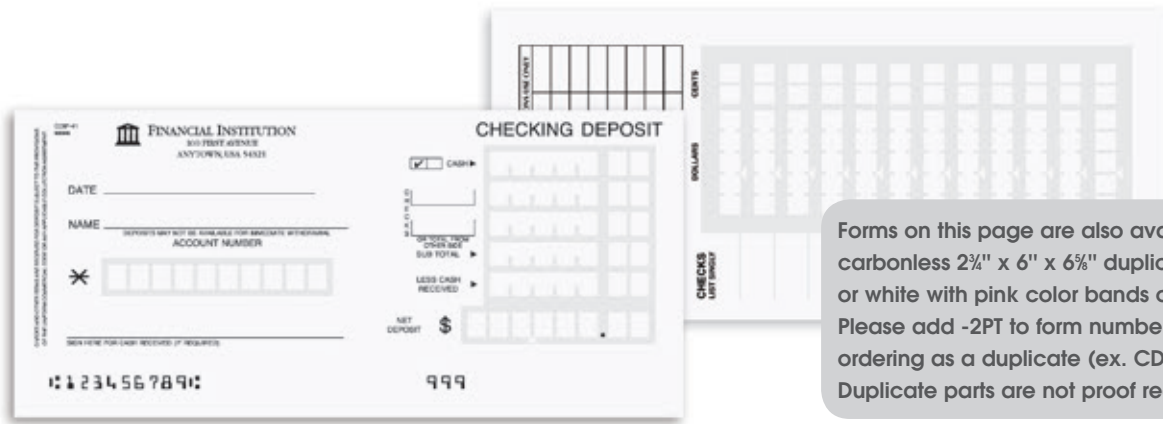 FINANCIAL INSTITUTION
100 FIRST AVENUE
ANYTOWN, USA 54321
CHECKING DEPOSIT
CASH
DATE
NAME
DEPOSITS MAY NOT BE AVAILABLE FOR IMMEDIATE WITHDRAWAL
ACCOUNT NUMBER
OR TOTAL FROM
OTHER SIDE
SUB TOTAL
LESS CASH
RECEIVED
NET
DEPOSIT $
SIGN HERE FOR CASH RECEIVED (IF REQUIRED)
⑆123456789⑆ 999
USE ONLY
CENTS
DOLLARS
CHECKS
LIST SINGLY
Forms on this page are also ava
carbonless 2¾" x 6" x 6⅝" duplic
or white with pink color bands o
Please add -2PT to form numbe
ordering as a duplicate (ex. CD
Duplicate parts are not proof re